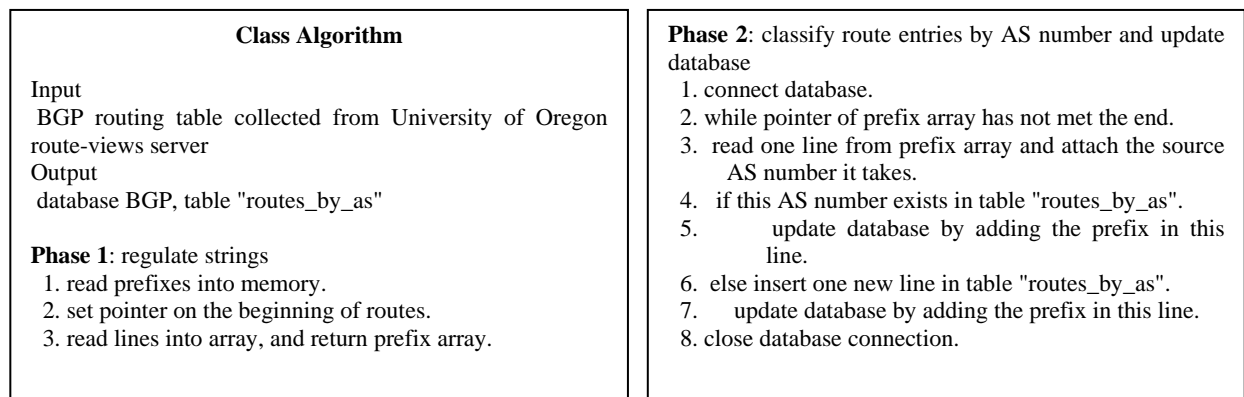 Class Algorithm
Input
BGP routing table collected from University of Oregon
route-views server
Output
database BGP, table "routes_by_as"
Phase 1: regulate strings
1. read prefixes into memory.
2. set pointer on the beginning of routes.
3. read lines into array, and return prefix array.
Phase 2: classify route entries by AS number and update
database
1. connect database.
2. while pointer of prefix array has not met the end.
3. read one line from prefix array and attach the source
AS number it takes.
4. if this AS number exists in table "routes_by_as".
5. update database by adding the prefix in this
line.
6. else insert one new line in table "routes_by_as".
7. update database by adding the prefix in this line.
8. close database connection.